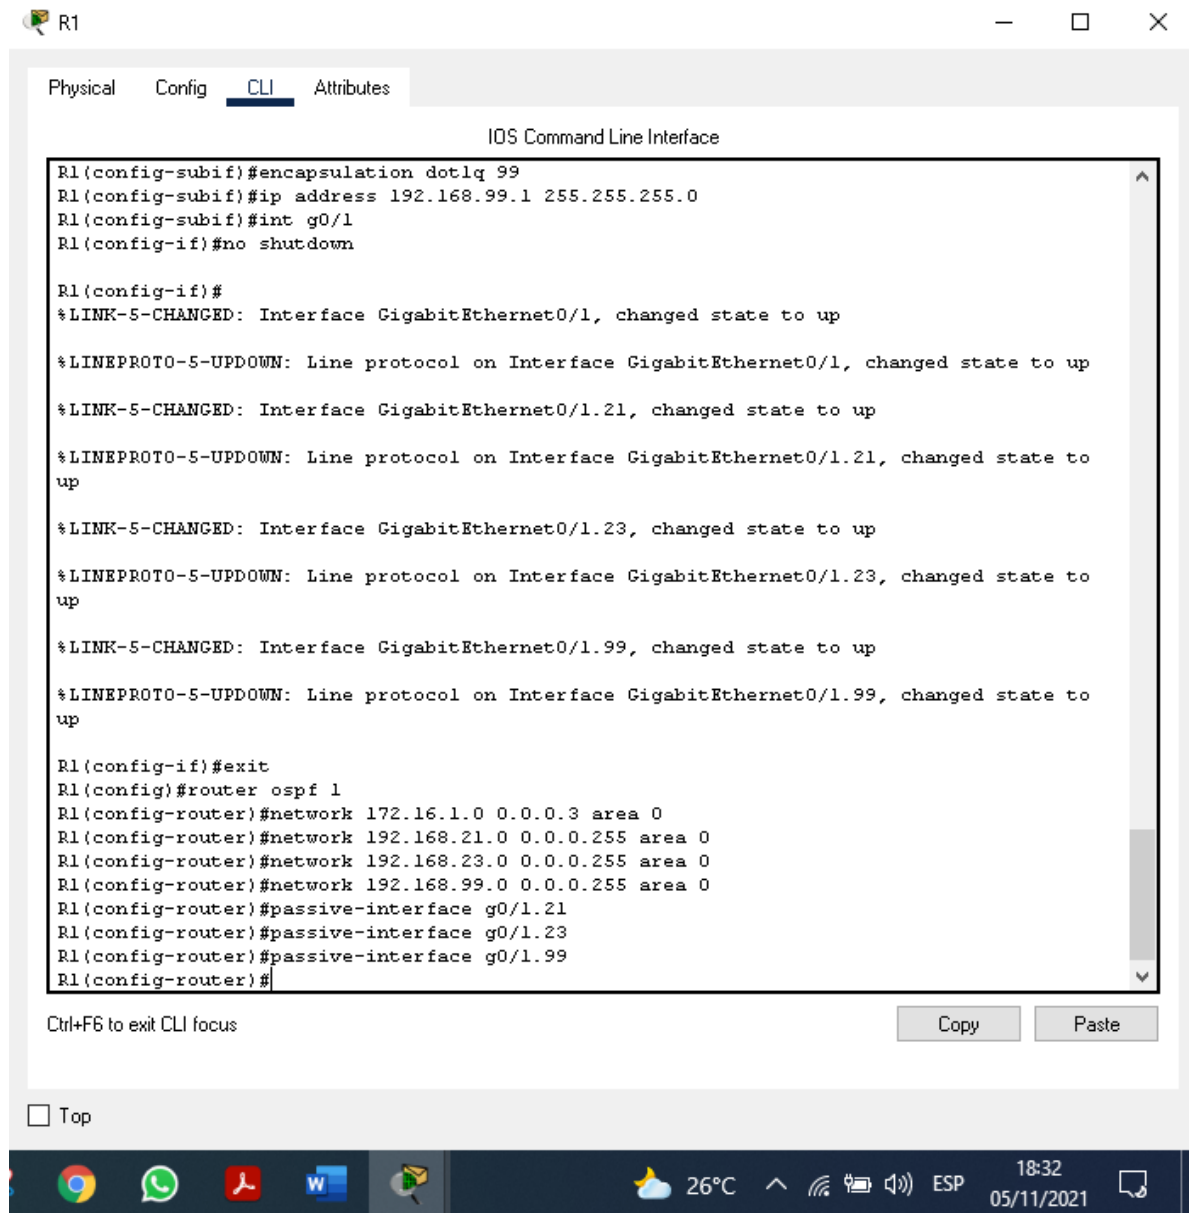 R1
Physical Config CLI Attributes
IOS Command Line Interface
R1(config-subif)#encapsulation dot1q 99
R1(config-subif)#ip address 192.168.99.1 255.255.255.0
R1(config-subif)#int g0/1
R1(config-if)#no shutdown
R1(config-if)#
%LINK-5-CHANGED: Interface GigabitEthernet0/1, changed state to up
%LINEPROTO-5-UPDOWN: Line protocol on Interface GigabitEthernet0/1, changed state to up
%LINK-5-CHANGED: Interface GigabitEthernet0/1.21, changed state to up
%LINEPROTO-5-UPDOWN: Line protocol on Interface GigabitEthernet0/1.21, changed state to
up
%LINK-5-CHANGED: Interface GigabitEthernet0/1.23, changed state to up
%LINEPROTO-5-UPDOWN: Line protocol on Interface GigabitEthernet0/1.23, changed state to
up
%LINK-5-CHANGED: Interface GigabitEthernet0/1.99, changed state to up
%LINEPROTO-5-UPDOWN: Line protocol on Interface GigabitEthernet0/1.99, changed state to
up
R1(config-if)#exit
R1(config)#router ospf 1
R1(config-router)#network 172.16.1.0 0.0.0.3 area 0
R1(config-router)#network 192.168.21.0 0.0.0.255 area 0
R1(config-router)#network 192.168.23.0 0.0.0.255 area 0
R1(config-router)#network 192.168.99.0 0.0.0.255 area 0
R1(config-router)#passive-interface g0/1.21
R1(config-router)#passive-interface g0/1.23
R1(config-router)#passive-interface g0/1.99
R1(config-router)#
Ctrl+F6 to exit CLI focus
Copy Paste
Top
W 26°C ESP 18:32
05/11/2021